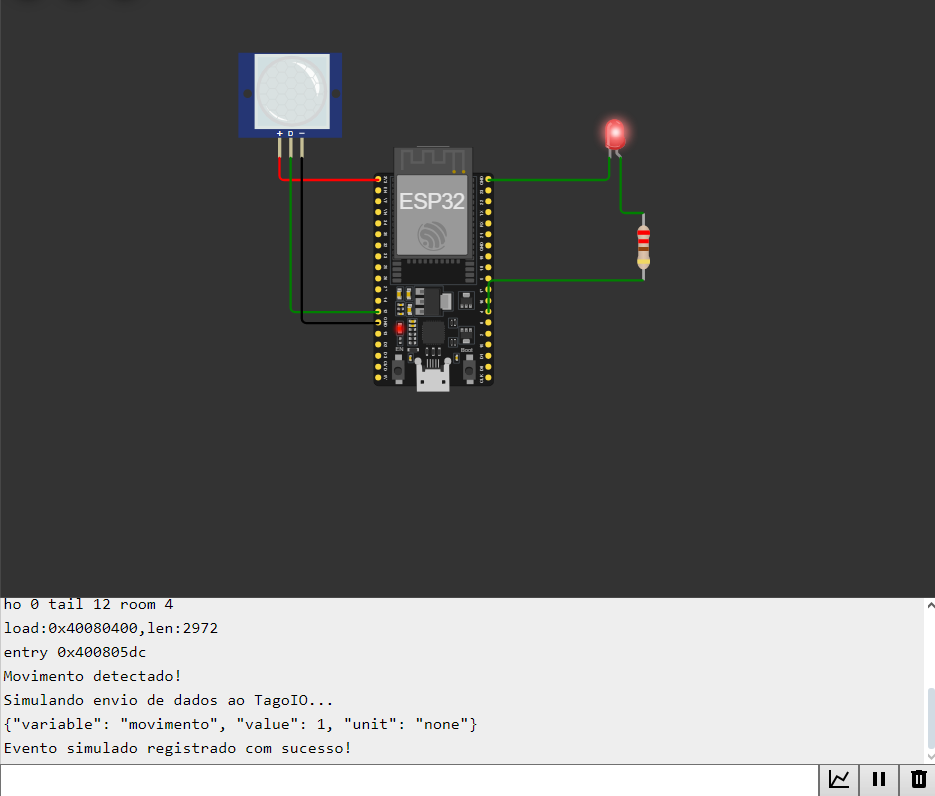 + D −
ESP32
EN
Boot
ho 0 tail 12 room 4
load:0x40080400,len:2972
entry 0x400805dc
Movimento detectado!
Simulando envio de dados ao TagoIO...
{"variable": "movimento", "value": 1, "unit": "none"}
Evento simulado registrado com sucesso!